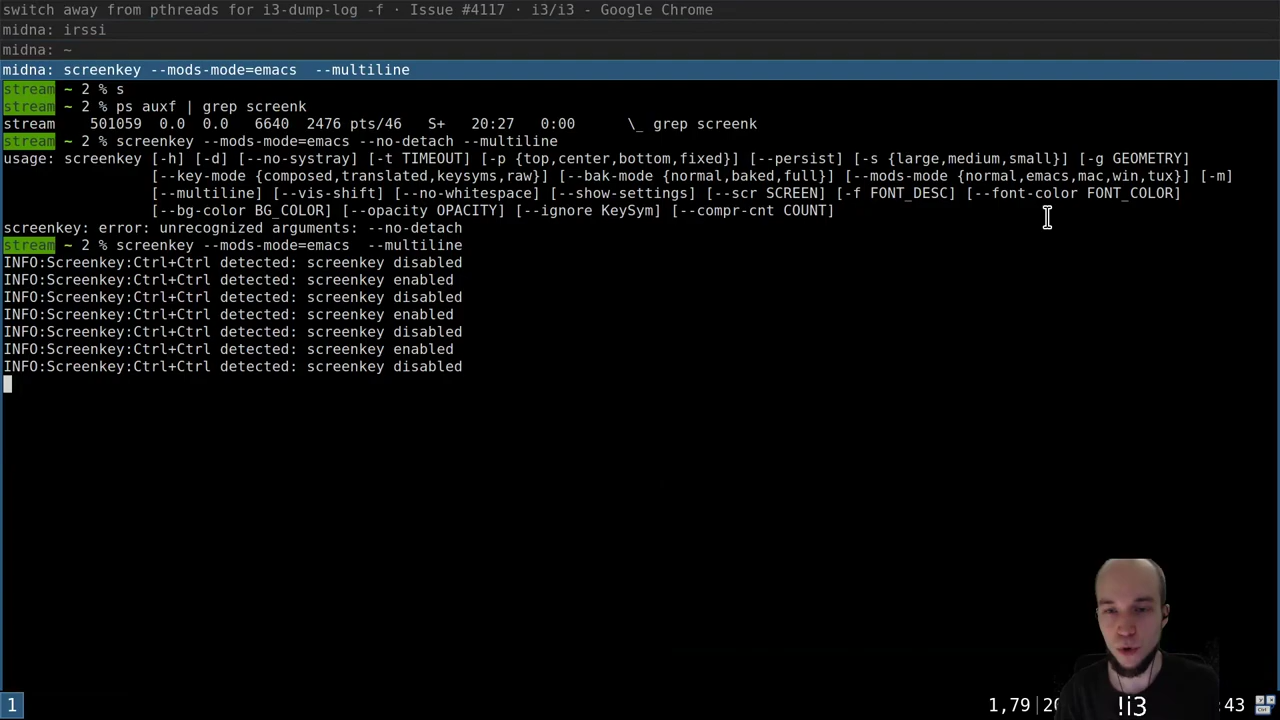 switch away from pthreads for i3-dump-log -f · Issue #4117 · i3/i3 - Google Chrome
midna: irssi
midna: ~
midna: screenkey --mods-mode=emacs  --multiline
stream ~ 2 % s
stream ~ 2 % ps auxf | grep screenk
stream    501059  0.0  0.0   6640  2476 pts/46   S+   20:27   0:00      \_ grep screenk
stream ~ 2 % screenkey --mods-mode=emacs --no-detach --multiline
usage: screenkey [-h] [-d] [--no-systray] [-t TIMEOUT] [-p {top,center,bottom,fixed}] [--persist] [-s {large,medium,small}] [-g GEOMETRY]
[--key-mode {composed,translated,keysyms,raw}] [--bak-mode {normal,baked,full}] [--mods-mode {normal,emacs,mac,win,tux}] [-m]
[--multiline] [--vis-shift] [--no-whitespace] [--show-settings] [--scr SCREEN] [-f FONT_DESC] [--font-color FONT_COLOR]
[--bg-color BG_COLOR] [--opacity OPACITY] [--ignore KeySym] [--compr-cnt COUNT]
screenkey: error: unrecognized arguments: --no-detach
stream ~ 2 % screenkey --mods-mode=emacs  --multiline
INFO:Screenkey:Ctrl+Ctrl detected: screenkey disabled
INFO:Screenkey:Ctrl+Ctrl detected: screenkey enabled
INFO:Screenkey:Ctrl+Ctrl detected: screenkey disabled
INFO:Screenkey:Ctrl+Ctrl detected: screenkey enabled
INFO:Screenkey:Ctrl+Ctrl detected: screenkey disabled
INFO:Screenkey:Ctrl+Ctrl detected: screenkey enabled
INFO:Screenkey:Ctrl+Ctrl detected: screenkey disabled
1 1,79 20 !i3 :43